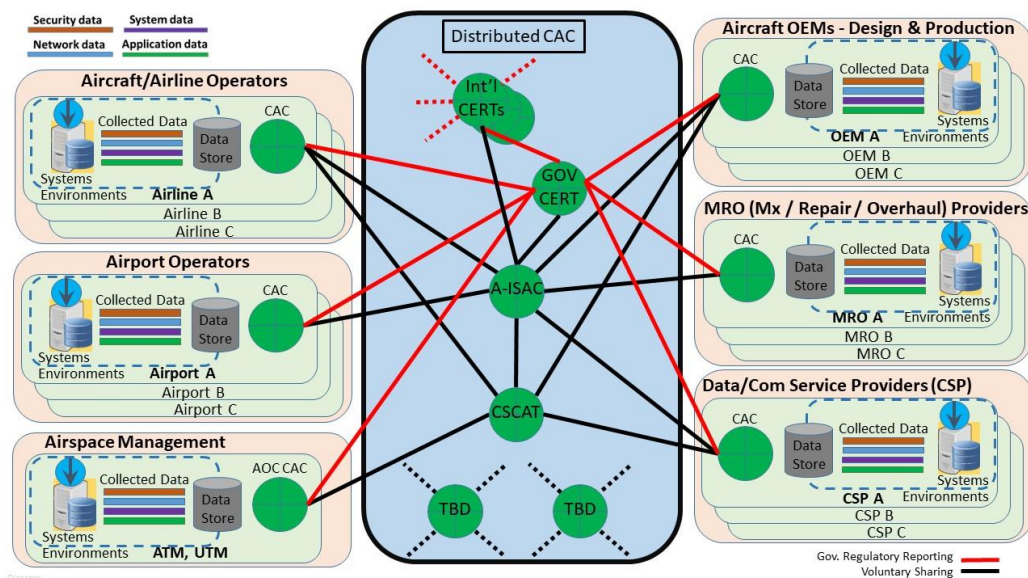 Security data
System data
Network data
Application data
Aircraft/Airline Operators
Collected Data
CAC
Data
Store
Systems
Environments
Airline A
Airline B
Airline C
Airport Operators
Collected Data
CAC
Data
Store
Systems
Environments
Airport A
Airport B
Airport C
Airspace Management
Collected Data
AOC CAC
Data
Store
Systems
Environments
ATM, UTM
Distributed CAC
Int'l
CERTs
GOV
CERT
A-ISAC
CSCAT
TBD
TBD
Aircraft OEMs - Design & Production
CAC
Collected Data
Data
Store
Systems
Environments
OEM A
OEM B
OEM C
MRO (Mx / Repair / Overhaul) Providers
CAC
Collected Data
Data
Store
Systems
Environments
MRO A
MRO B
MRO C
Data/Com Service Providers (CSP)
CAC
Collected Data
Data
Store
Systems
Environments
CSP A
CSP B
CSP C
Gov. Regulatory Reporting
Voluntary Sharing